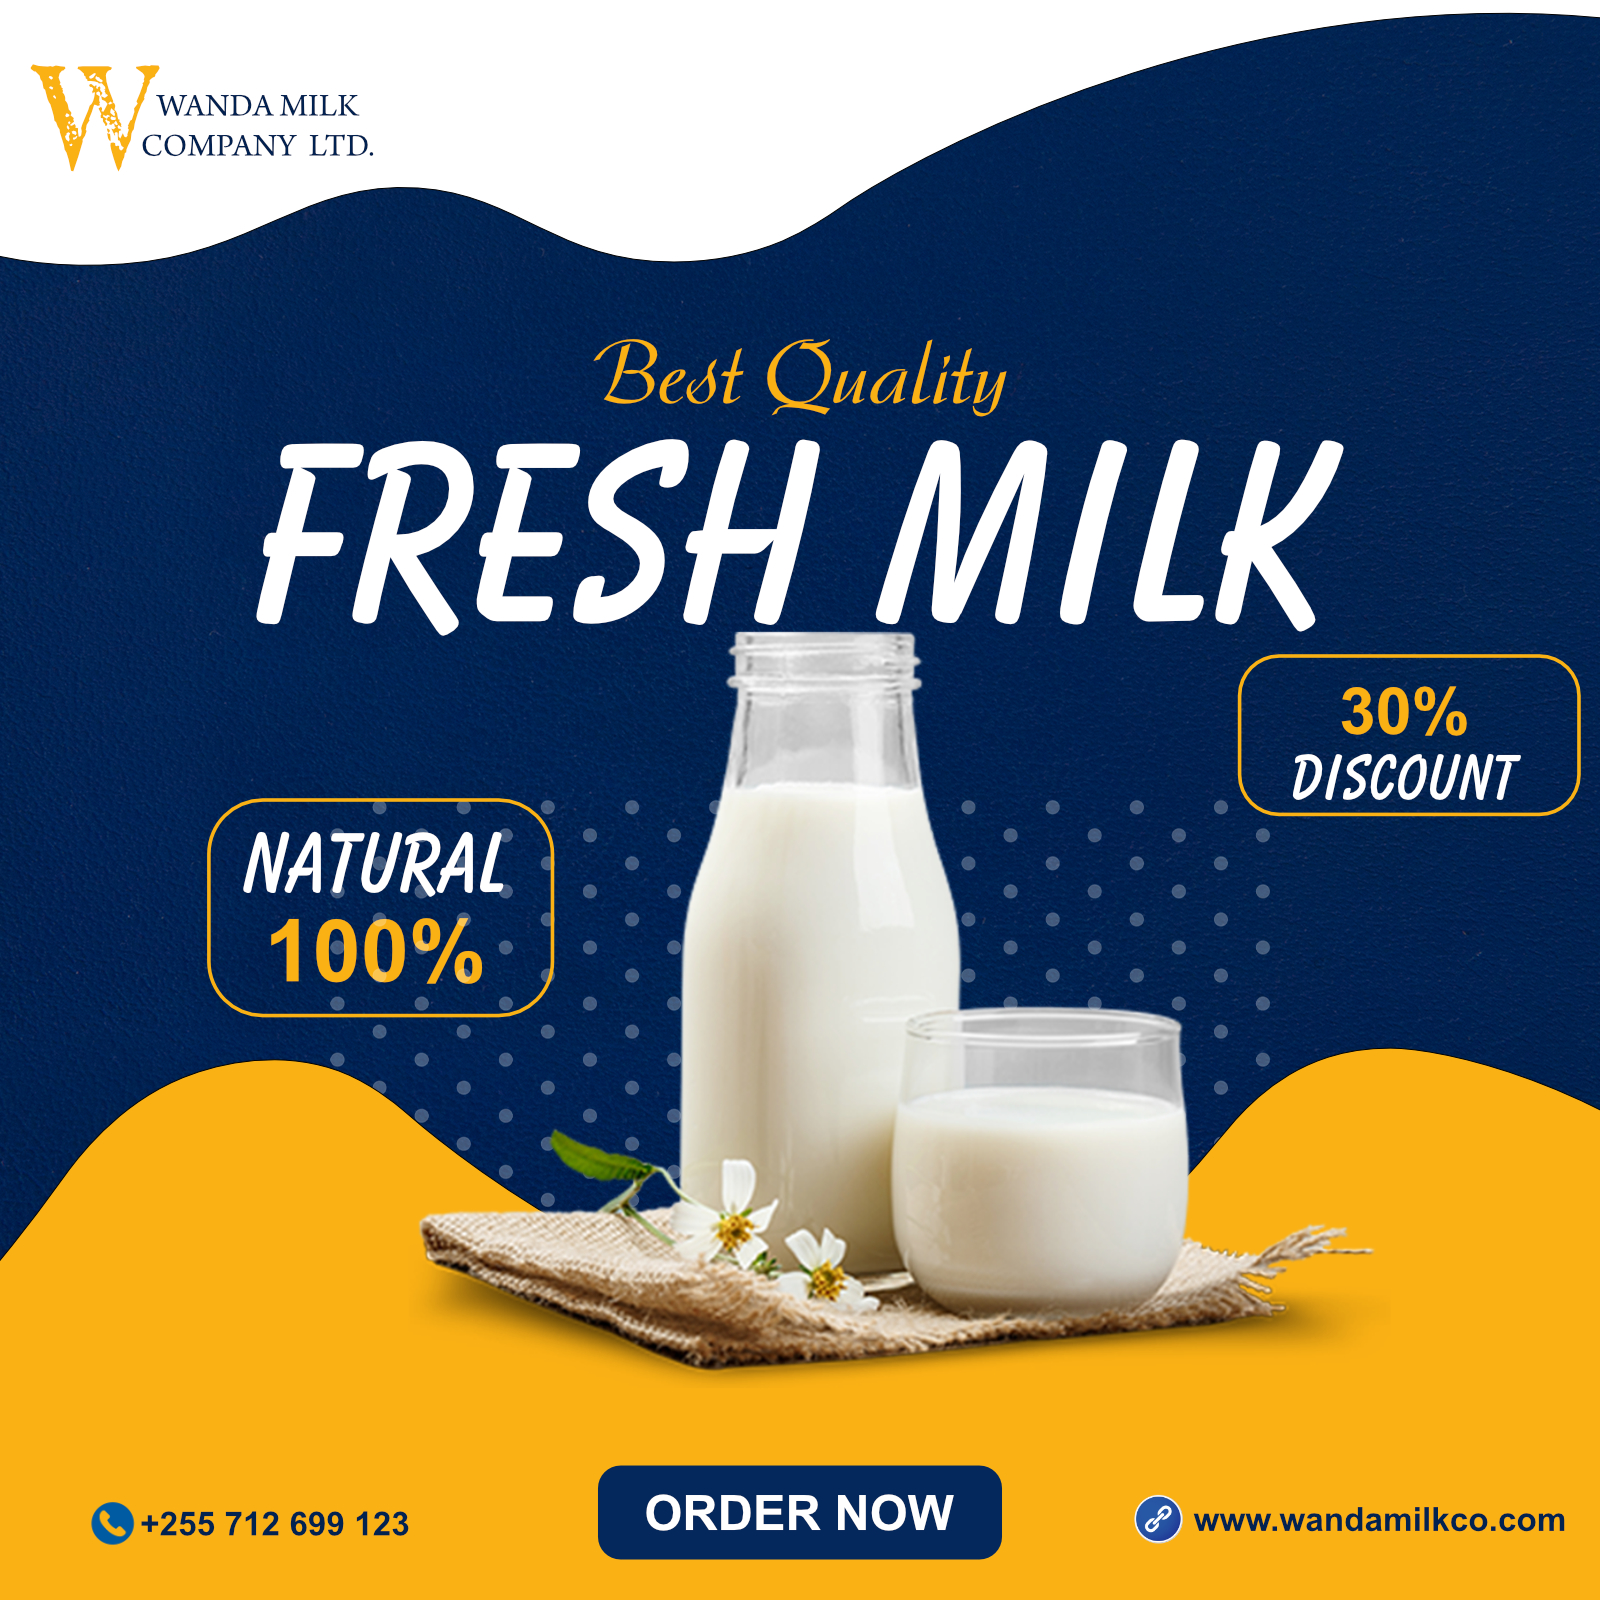 W
WANDA MILK
COMPANY LTD.
Best Quality
FRESH MILK
30%
DISCOUNT
NATURAL
100%
+255 712 699 123
ORDER NOW
www.wandamilkco.com